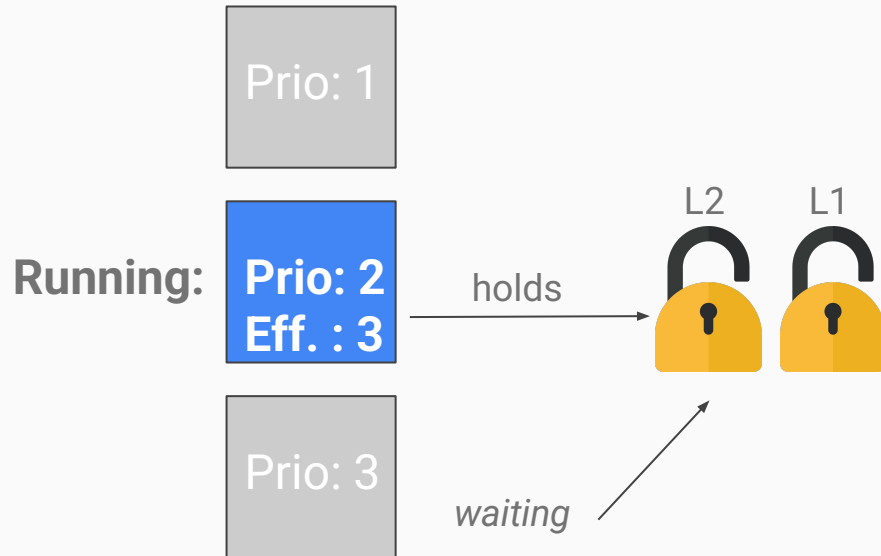 Prio: 1
L2
L1
Running:
Prio: 2
Eff. : 3
holds
Prio: 3
waiting